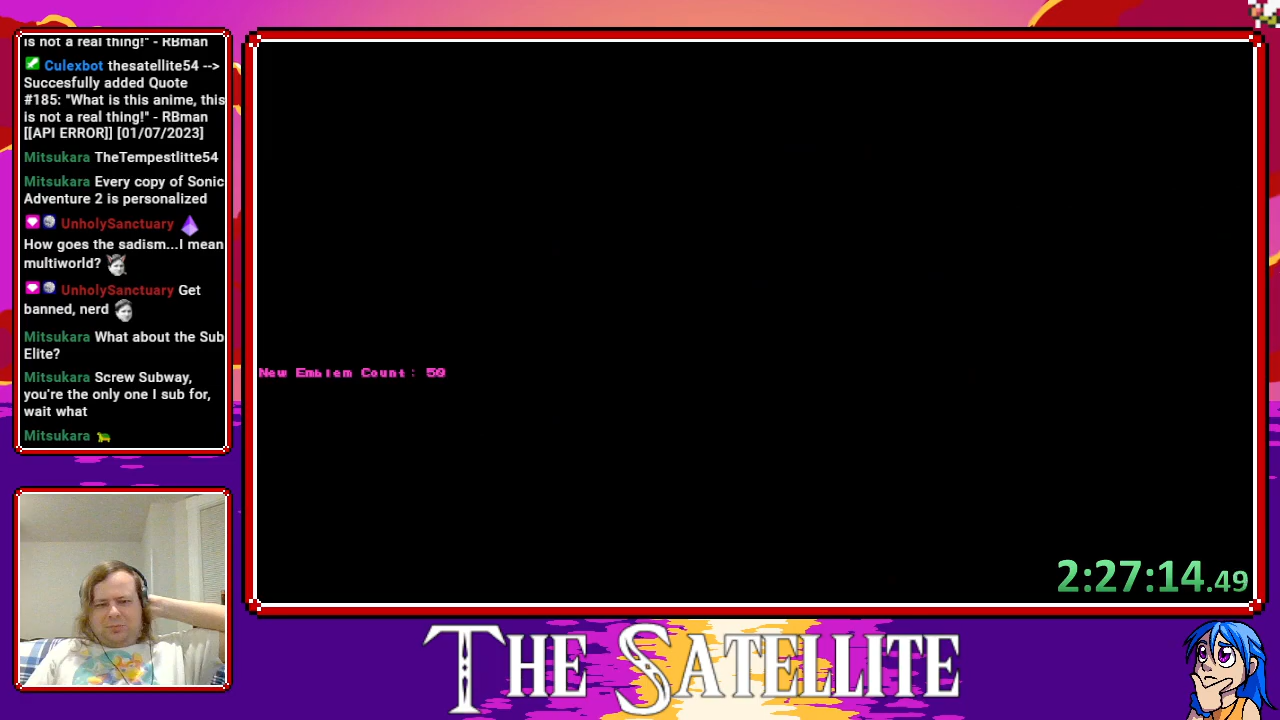 is not a real thing!" - RBman
Culexbot thesatellite54 -->
Succesfully added Quote
#185: "What is this anime, this
is not a real thing!" - RBman
[[API ERROR]] [01/07/2023]
Mitsukara TheTempestlitte54
Mitsukara Every copy of Sonic
Adventure 2 is personalized
UnholySanctuary
How goes the sadism...I mean
multiworld?
UnholySanctuary Get
banned, nerd
Mitsukara What about the Sub
Elite?
Mitsukara Screw Subway,
you're the only one I sub for,
wait what
Mitsukara
New Emblem Count: 50
2:27:14.49
THE SATELLITE